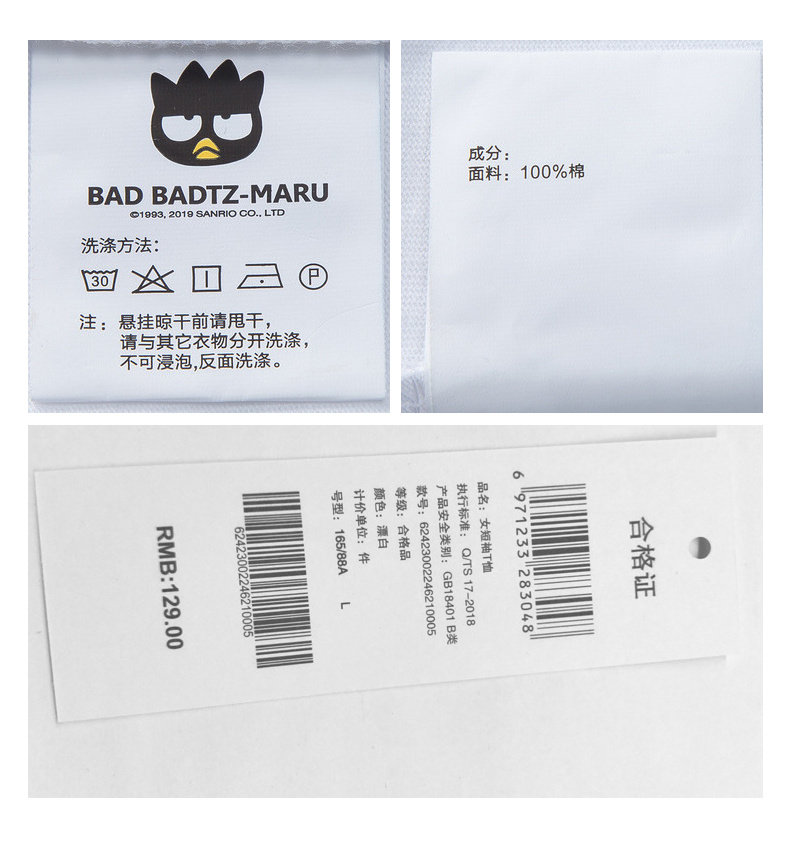 BAD BADTZ-MARU
©1993, 2019 SANRIO CO., LTD
洗涤方法：
30
P
注：悬挂晾干前请甩干，
请与其它衣物分开洗涤，
不可浸泡,反面洗涤。
成分：
面料：100%棉
合格证
6 971233 283048
品名：女短袖T恤
执行标准：Q/TS 17-2018
产品安全类别：GB18401 B类
款号：62423002246210005
等级：合格品
颜色：漂白
计价单位：件
号型：165/88A L
62423002246210005
RMB:129.00